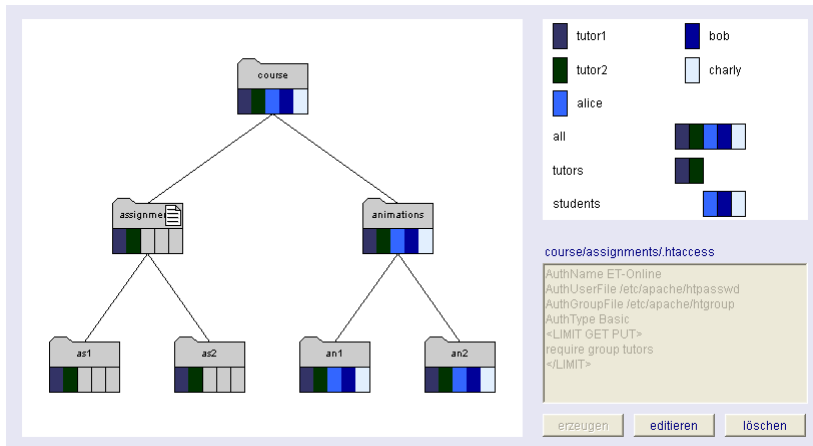 course
assignme
animations
as1
as2
an1
an2
tutor1
bob
tutor2
charly
alice
all
tutors
students
course/assignments/.htaccess
AuthName ET-Online
AuthUserFile /etc/apache/htpasswd
AuthGroupFile /etc/apache/htgroup
AuthType Basic
<LIMIT GET PUT>
require group tutors
</LIMIT>
erzeugen
editieren
löschen